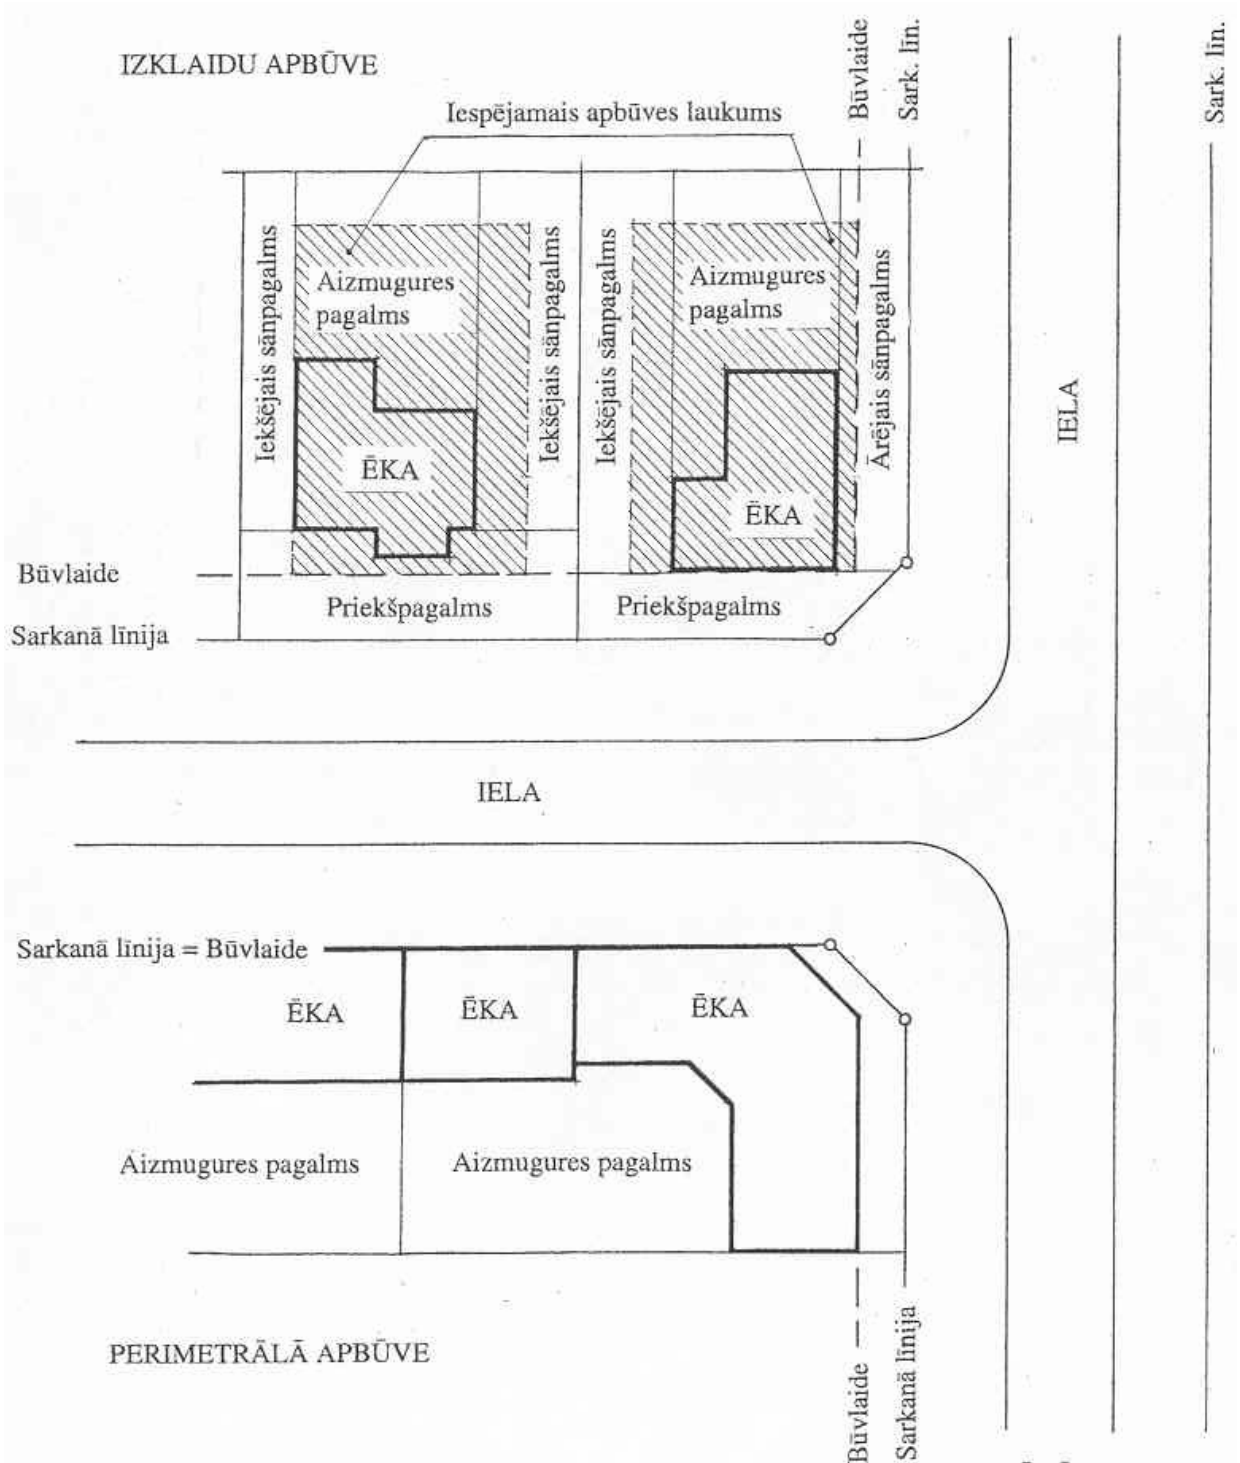 IZKLAIDU APBŪVE
Būvlaide
Sark. līn.
Sark. līn.
Iespējamais apbūves laukums
Iekšējais sānpagalms
Aizmugures
pagalms
Iekšējais sānpagalms
Iekšējais sānpagalms
Aizmugures
pagalms
Ārējais sānpagalms
IELA
ĒKA
ĒKA
Būvlaide
Priekšpagalms
Priekšpagalms
Sarkanā līnija
IELA
Sarkanā līnija = Būvlaide
ĒKA
ĒKA
ĒKA
Aizmugures pagalms
Aizmugures pagalms
PERIMETRĀLĀ APBŪVE
Būvlaide
Sarkanā līnija